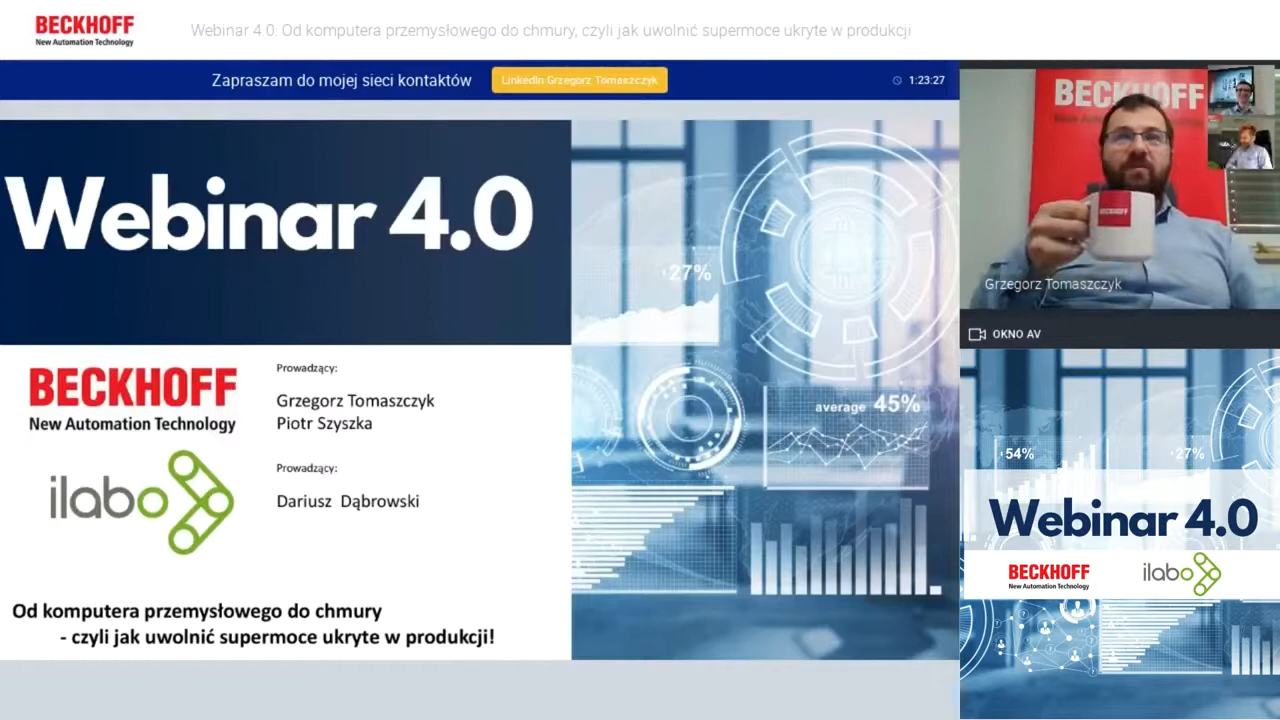 BECKHOFF
New Automation Technology
Webinar 4.0: Od komputera przemysłowego do chmury, czyli jak uwolnić supermoce ukryte w produkcji
Zapraszam do mojej sieci kontaktów
LinkedIn Grzegorz Tomaszczyk
1:23:27
Webinar 4.0
27%
average 45%
BECKHOFF
New Automation Technology
Prowadzący:
Grzegorz Tomaszczyk
Piotr Szyszka
ilabo
Prowadzący:
Dariusz Dąbrowski
Od komputera przemysłowego do chmury
- czyli jak uwolnić supermoce ukryte w produkcji!
BECKHOFF
BECKHOFF
Grzegorz Tomaszczyk
OKNO AV
54%
27%
Webinar 4.0
BECKHOFF
New Automation Technology
ilabo